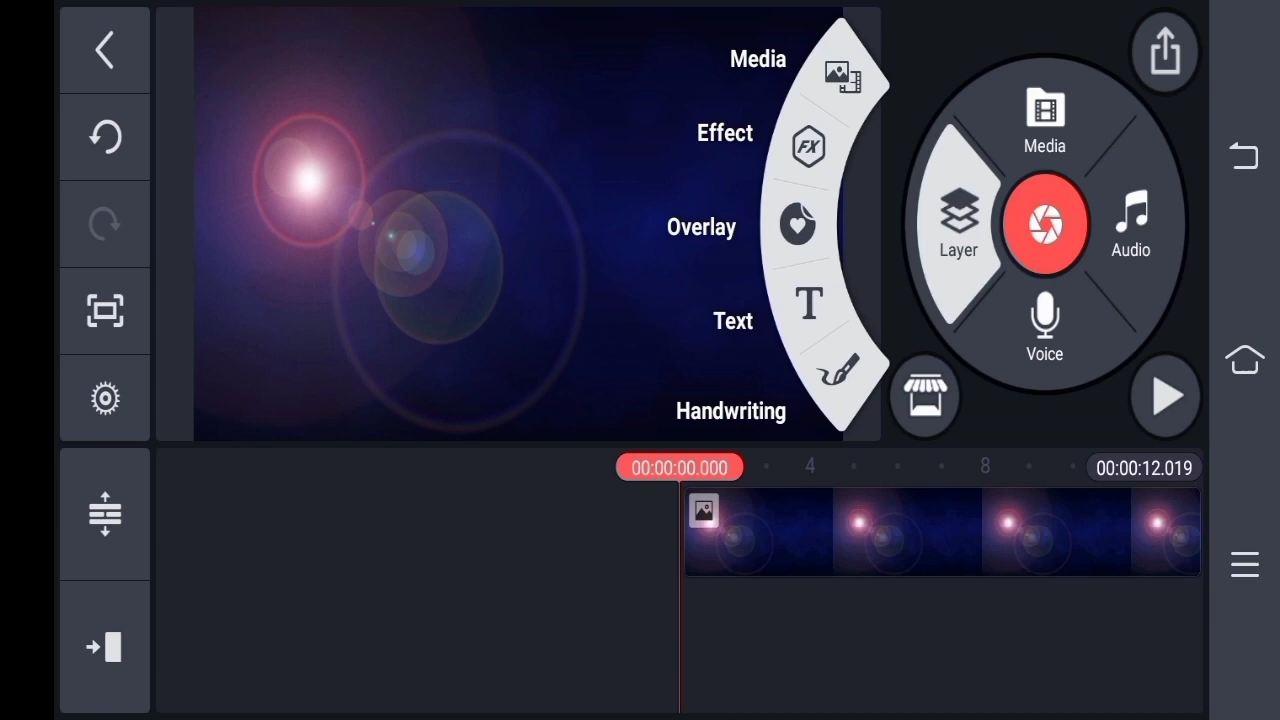 Media
Effect
Overlay
Text
Handwriting
FX
T
Media
Layer
Audio
Voice
00:00:00.000
4
8
00:00:12.019